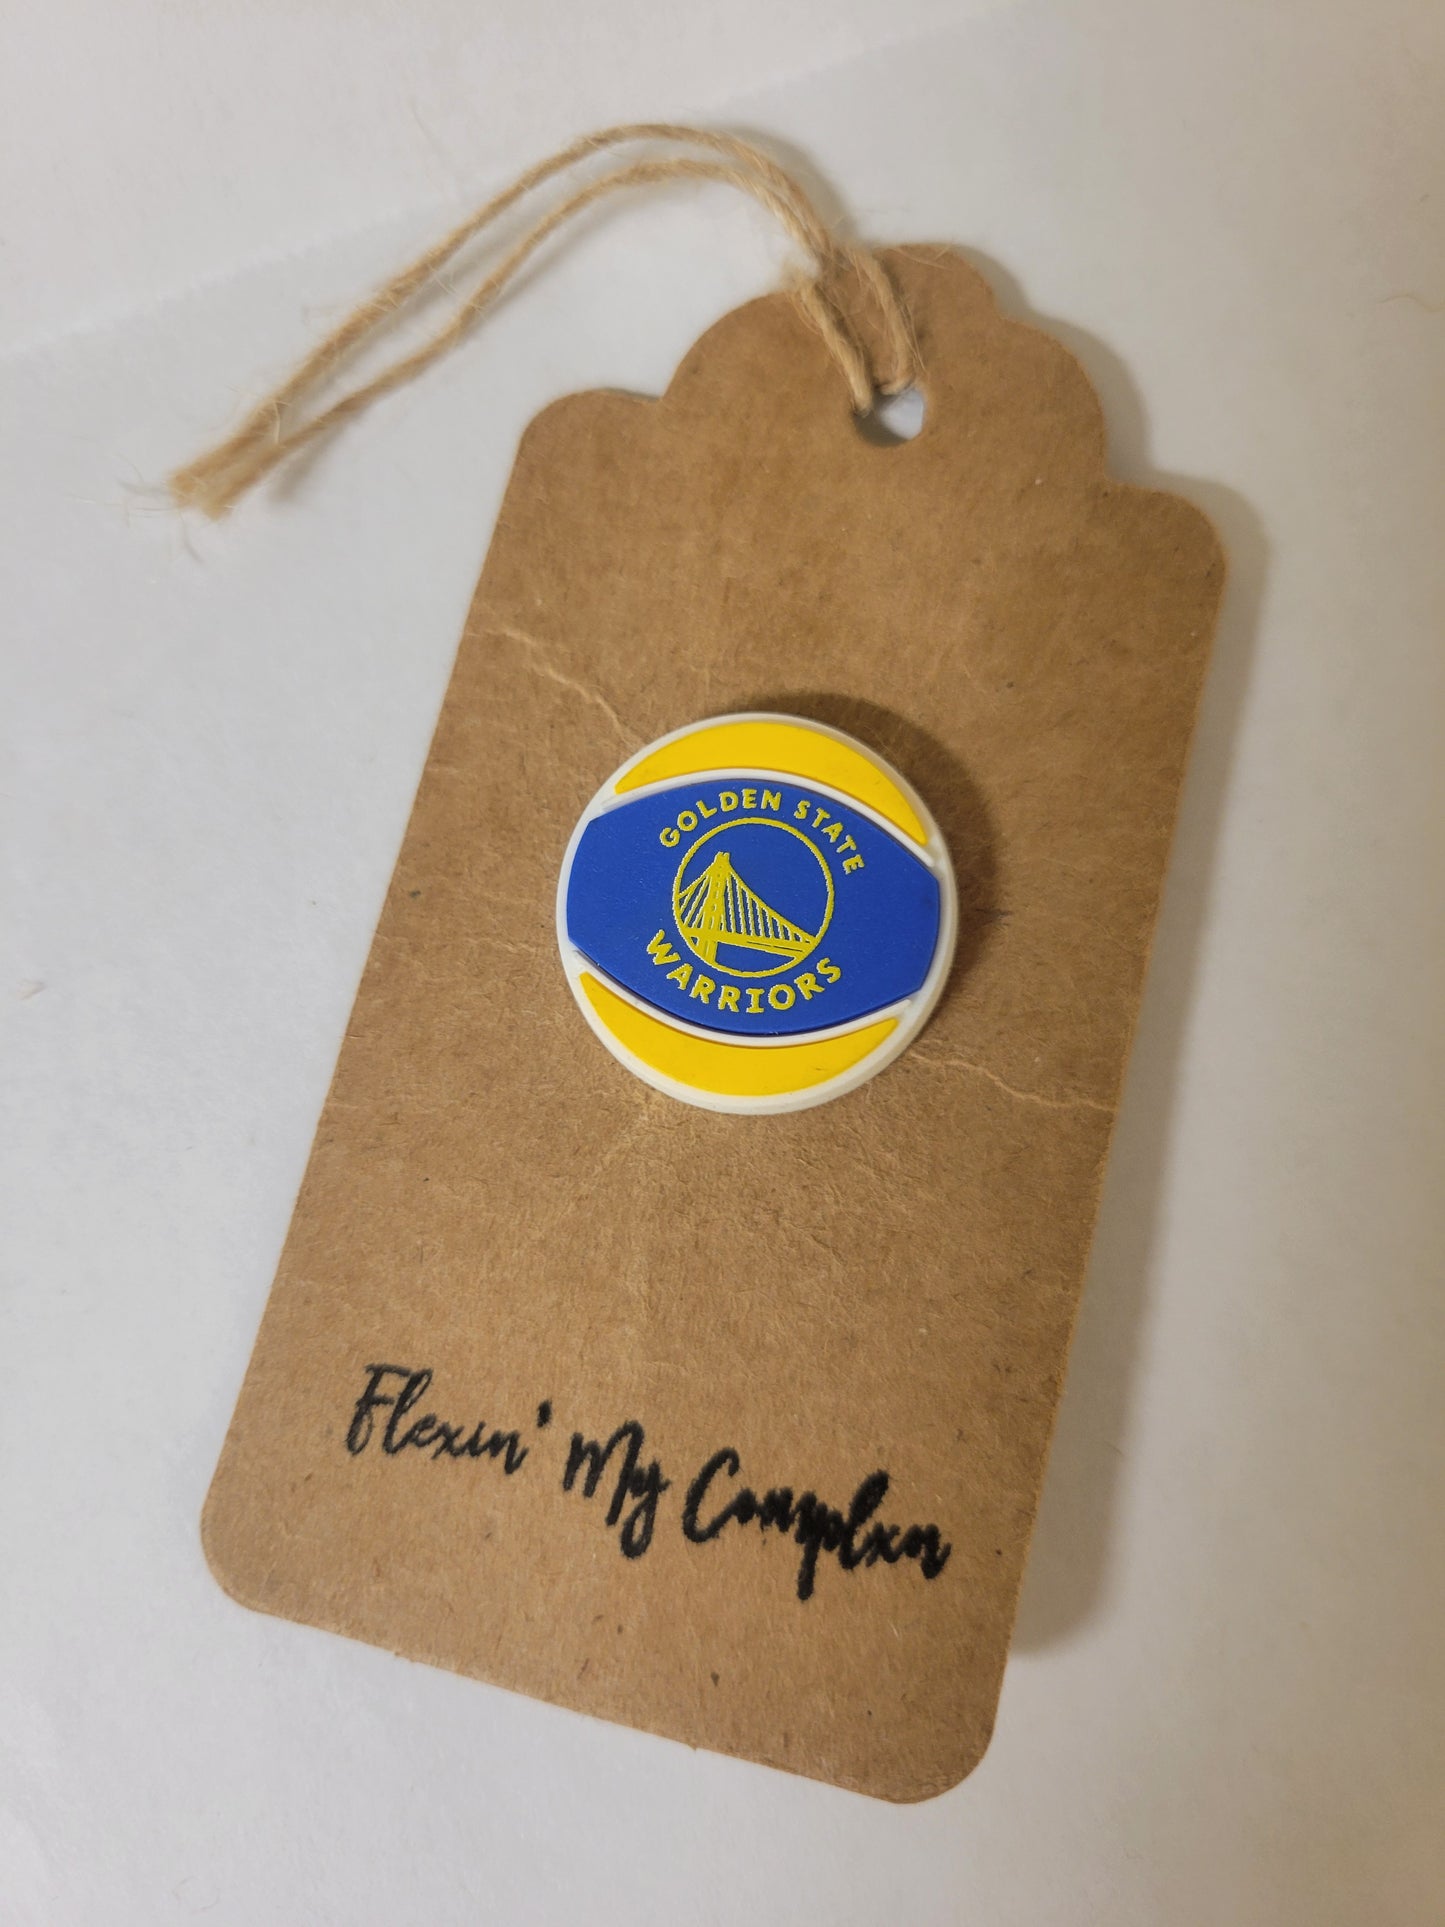 GOLDEN STATE
WARRIORS
Flexin' My Complxn